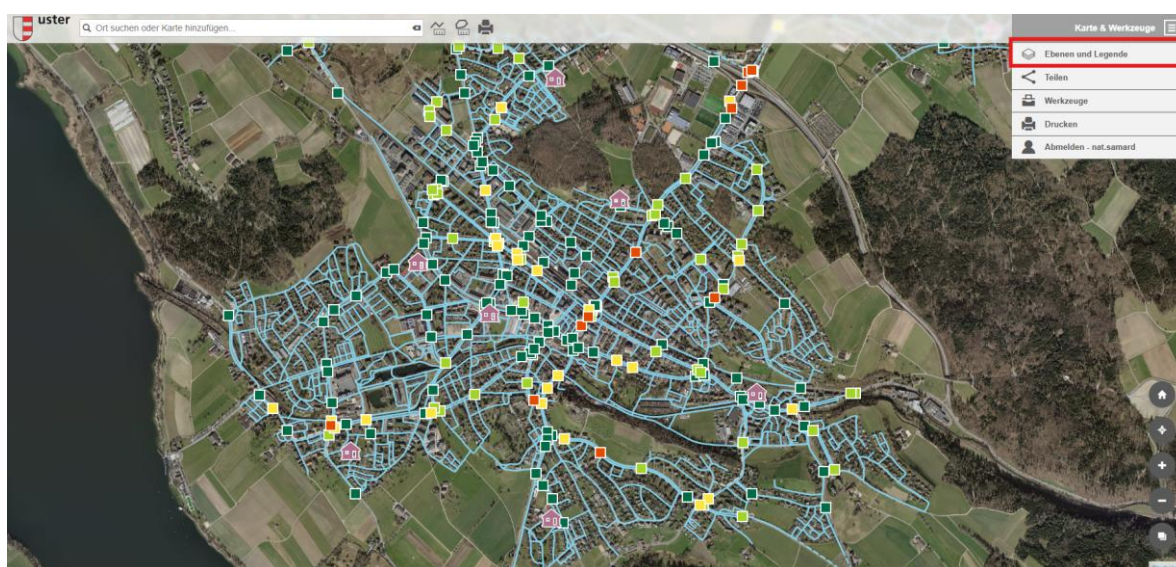 uster
Ort suchen oder Karte hinzufügen...
Karte & Werkzeuge
Ebenen und Legende
Teilen
Werkzeuge
Drucken
Abmelden - nat.samard